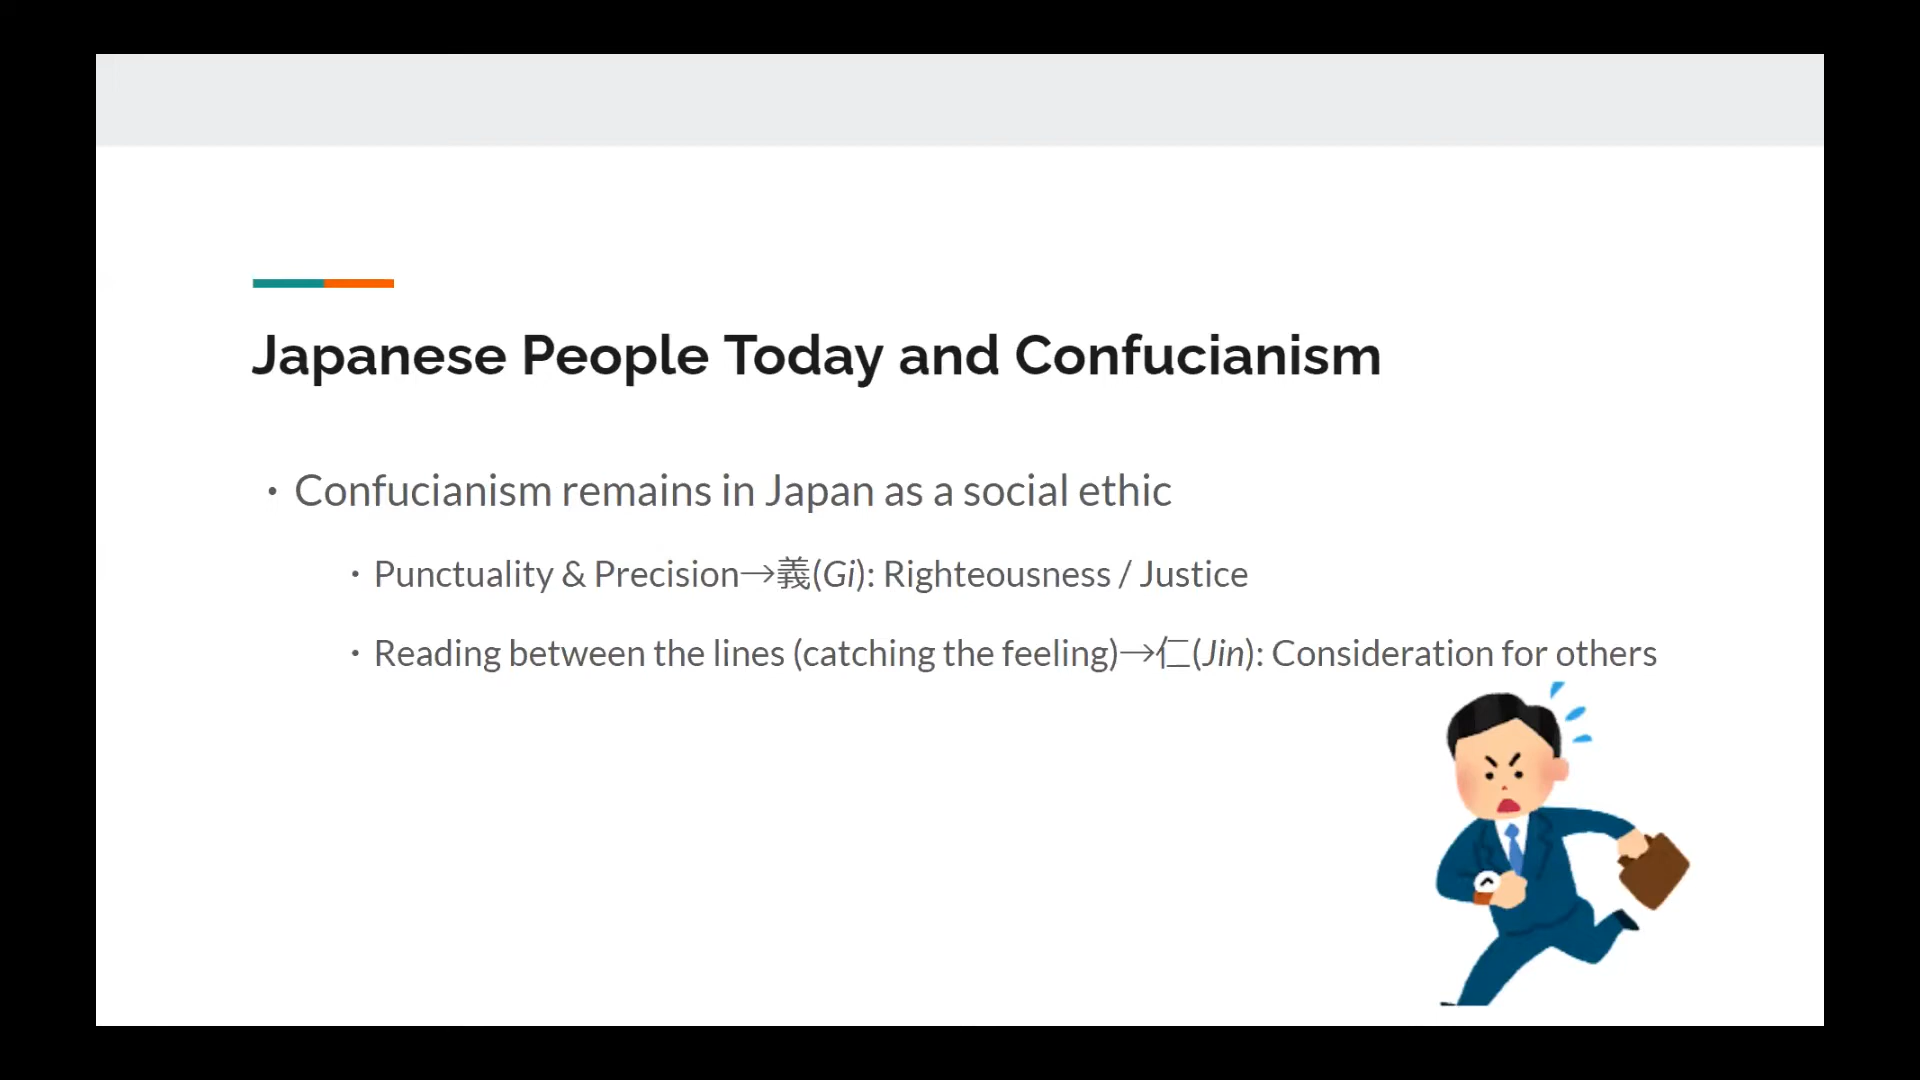 Japanese People Today and Confucianism
・Confucianism remains in Japan as a social ethic
・Punctuality & Precision→義(Gi): Righteousness / Justice
・Reading between the lines (catching the feeling)→仁(Jin): Consideration for others